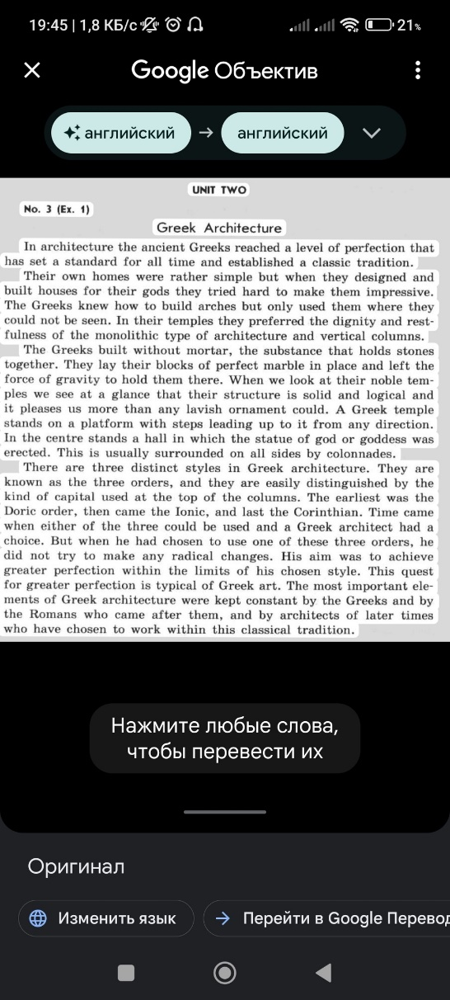 19:45 | 1,8 КБ/с
21%
Google Объектив
английский → английский
UNIT TWO
No. 3 (Ex. 1)
Greek Architecture
In architecture the ancient Greeks reached a level of perfection that
has set a standard for all time and established a classic tradition.
Their own homes were rather simple but when they designed and
built houses for their gods they tried hard to make them impressive.
The Greeks knew how to build arches but only used them where they
could not be seen. In their temples they preferred the dignity and rest-
fulness of the monolithic type of architecture and vertical columns.
The Greeks built without mortar, the substance that holds stones
together. They lay their blocks of perfect marble in place and left the
force of gravity to hold them there. When we look at their noble tem-
ples we see at a glance that their structure is solid and logical and
it pleases us more than any lavish ornament could. A Greek temple
stands on a platform with steps leading up to it from any direction.
In the centre stands a hall in which the statue of god or goddess was
erected. This is usually surrounded on all sides by colonnades.
There are three distinct styles in Greek architecture. They are
known as the three orders, and they are easily distinguished by the
kind of capital used at the top of the columns. The earliest was the
Doric order, then came the Ionic, and last the Corinthian. Time came
when either of the three could be used and a Greek architect had a
choice. But when he had chosen to use one of these three orders, he
did not try to make any radical changes. His aim was to achieve
greater perfection within the limits of his chosen style. This quest
for greater perfection is typical of Greek art. The most important ele-
ments of Greek architecture were kept constant by the Greeks and by
the Romans who came after them, and by architects of later times
who have chosen to work within this classical tradition.
Нажмите любые слова,
чтобы перевести их
Оригинал
Изменить язык
Перейти в Google Перевод